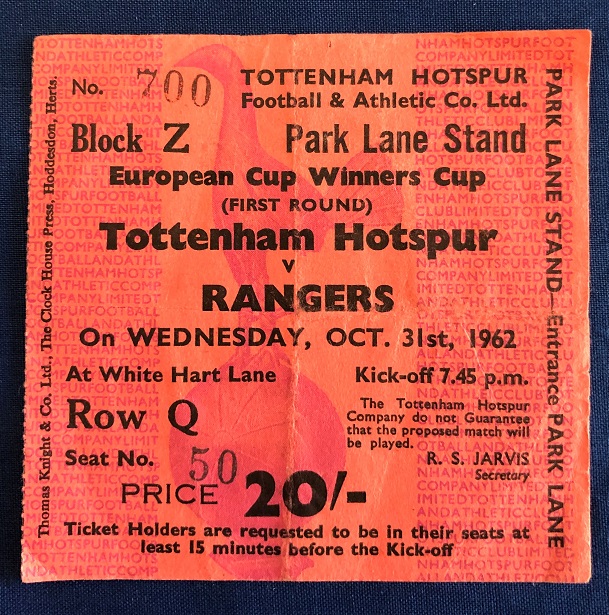 No. 700
TOTTENHAM HOTSPUR
Football & Athletic Co. Ltd.
Block Z Park Lane Stand
European Cup Winners Cup
(FIRST ROUND)
Tottenham Hotspur
v
RANGERS
On WEDNESDAY, OCT. 31st, 1962
At White Hart Lane Kick-off 7.45 p.m.
Row Q
Seat No. 50
The Tottenham Hotspur
Company do not Guarantee
that the proposed match will
be played.
R. S. JARVIS
Secretary
PRICE 20/-
Ticket Holders are requested to be in their seats at
least 15 minutes before the Kick-off
PARK LANE STAND—Entrance PARK LANE
Thomas Knight & Co. Ltd., The Clock House Press, Hoddesdon, Herts.